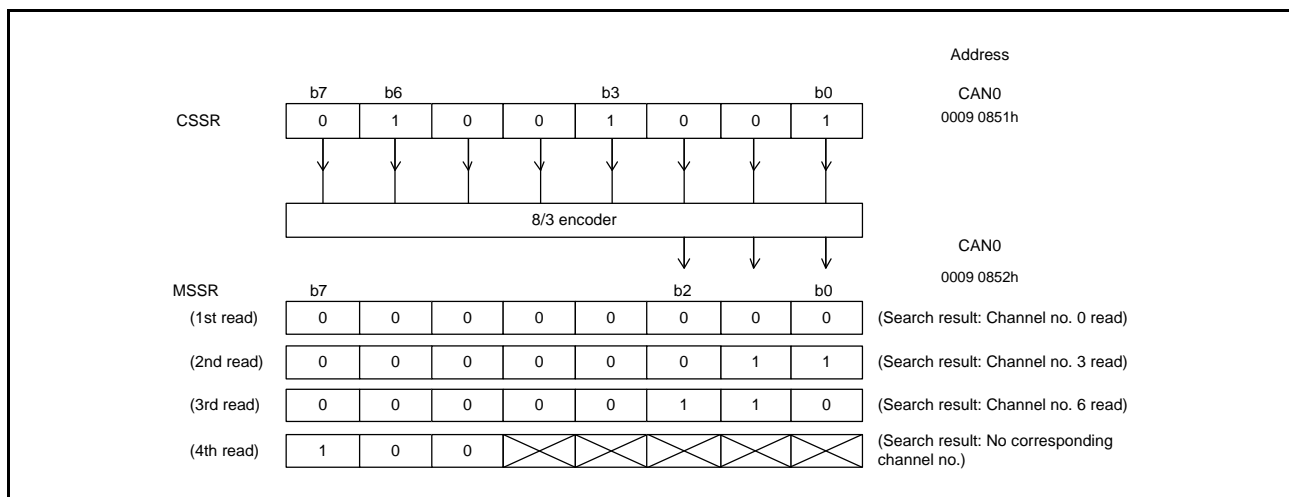 Address
b7 b6 b3 b0 CAN0
CSSR 0 1 0 0 1 0 0 1 0009 0851h
8/3 encoder
CAN0
0009 0852h
MSSR b7 b2 b0
(1st read) 0 0 0 0 0 0 0 0 (Search result: Channel no. 0 read)
(2nd read) 0 0 0 0 0 0 1 1 (Search result: Channel no. 3 read)
(3rd read) 0 0 0 0 0 1 1 0 (Search result: Channel no. 6 read)
(4th read) 1 0 0 (Search result: No corresponding
channel no.)